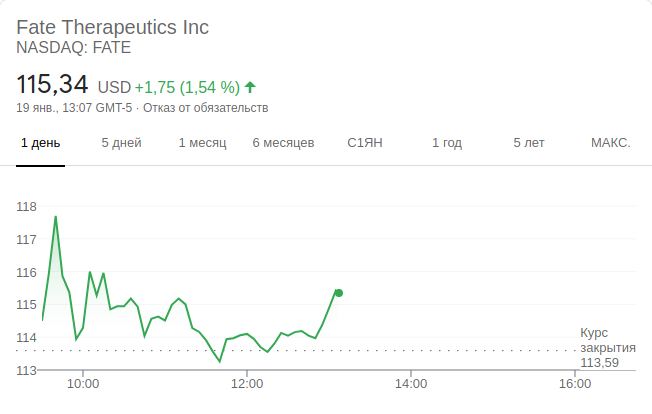 Fate Therapeutics Inc
NASDAQ: FATE
115,34 USD +1,75 (1,54 %)
19 янв., 13:07 GMT-5 · Отказ от обязательств
1 день 5 дней 1 месяц 6 месяцев С1ЯН 1 год 5 лет МАКС.
118
117
116
115
114
113
Курс
закрытия
113,59
10:00 12:00 14:00 16:00